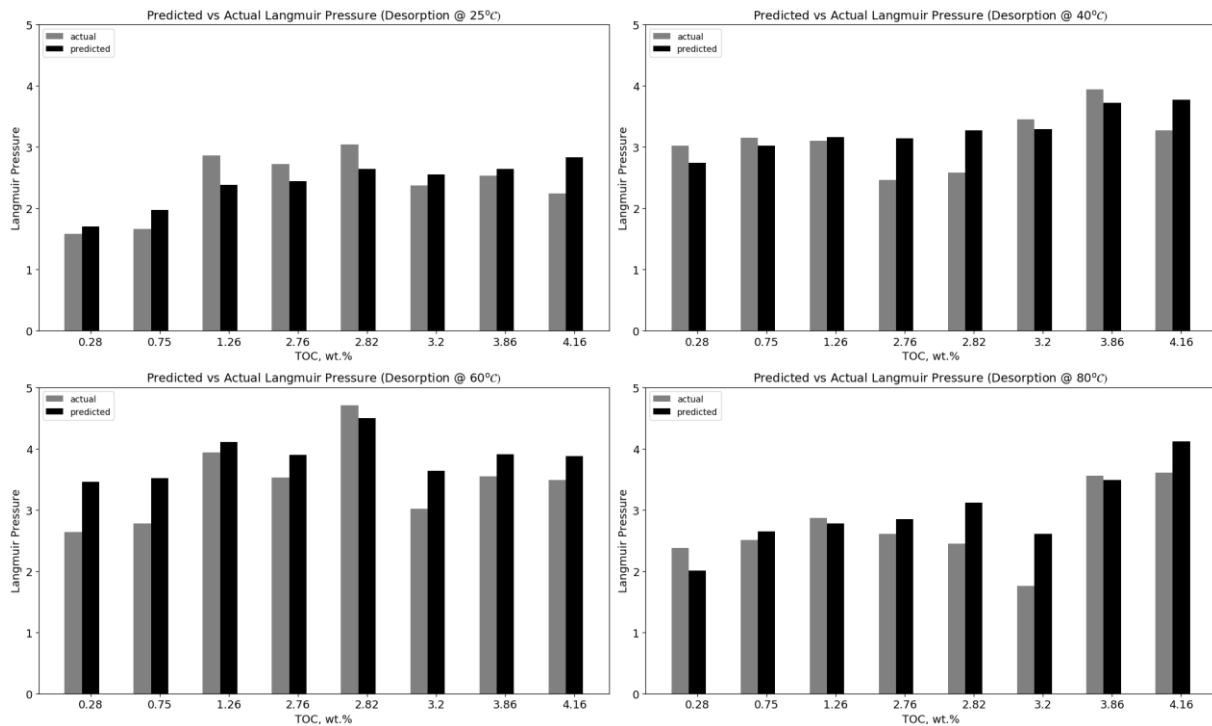 Predicted vs Actual Langmuir Pressure (Desorption @ 25°C)
5
4
3
2
1
0
Langmuir Pressure
actual
predicted
0.28 0.75 1.26 2.76 2.82 3.2 3.86 4.16
TOC, wt.%
Predicted vs Actual Langmuir Pressure (Desorption @ 40°C)
5
4
3
2
1
0
Langmuir Pressure
actual
predicted
0.28 0.75 1.26 2.76 2.82 3.2 3.86 4.16
TOC, wt.%
Predicted vs Actual Langmuir Pressure (Desorption @ 60°C)
5
4
3
2
1
0
Langmuir Pressure
actual
predicted
0.28 0.75 1.26 2.76 2.82 3.2 3.86 4.16
TOC, wt.%
Predicted vs Actual Langmuir Pressure (Desorption @ 80°C)
5
4
3
2
1
0
Langmuir Pressure
actual
predicted
0.28 0.75 1.26 2.76 2.82 3.2 3.86 4.16
TOC, wt.%